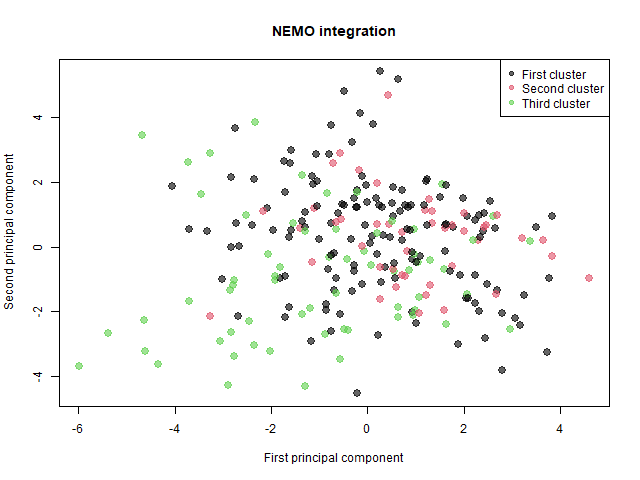 NEMO integration
First cluster
Second cluster
Third cluster
Second principal component
4
2
0
-2
-4
-6 -4 -2 0 2 4
First principal component